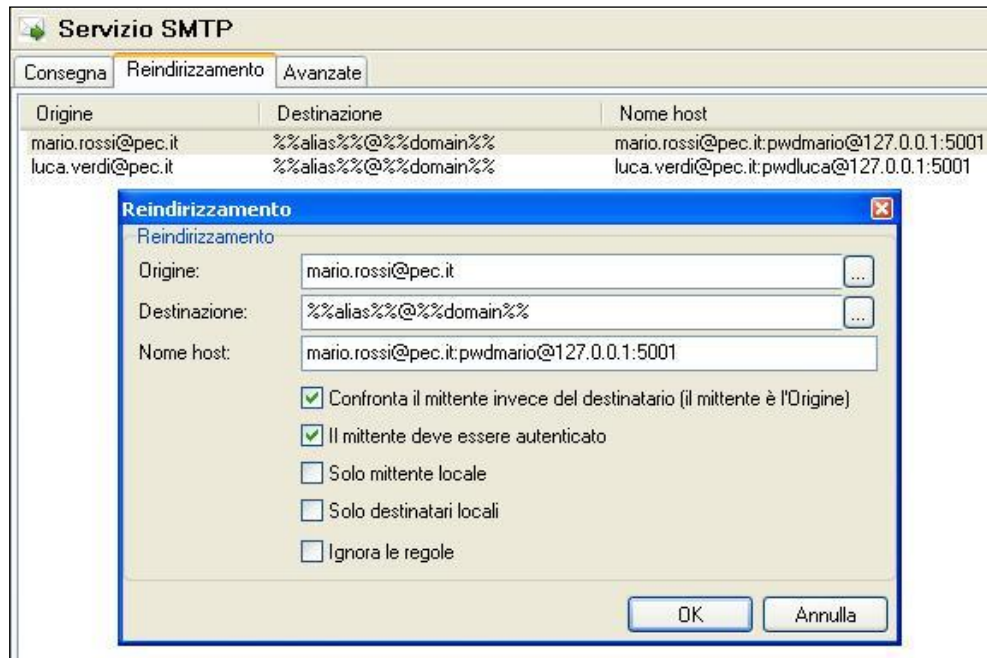 Servizio SMTP
Consegna Reindirizzamento Avanzate
Origine Destinazione Nome host
mario.rossi@pec.it %%alias%%@%%domain%% mario.rossi@pec.it:pwdmario@127.0.0.1:5001
luca.verdi@pec.it %%alias%%@%%domain%% luca.verdi@pec.it:pwdluca@127.0.0.1:5001
Reindirizzamento
Reindirizzamento
Origine: mario.rossi@pec.it ...
Destinazione: %%alias%%@%%domain%% ...
Nome host: mario.rossi@pec.it:pwdmario@127.0.0.1:5001
Confronta il mittente invece del destinatario (il mittente è l'Origine)
Il mittente deve essere autenticato
Solo mittente locale
Solo destinatari locali
Ignora le regole
OK Annulla